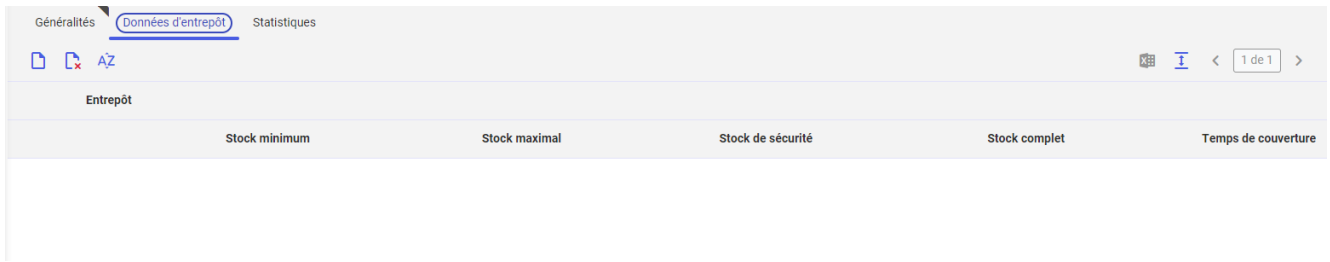 Généralités Données d'entrepôt Statistiques
AZ 1 de 1
Entrepôt
Stock minimum Stock maximal Stock de sécurité Stock complet Temps de couverture